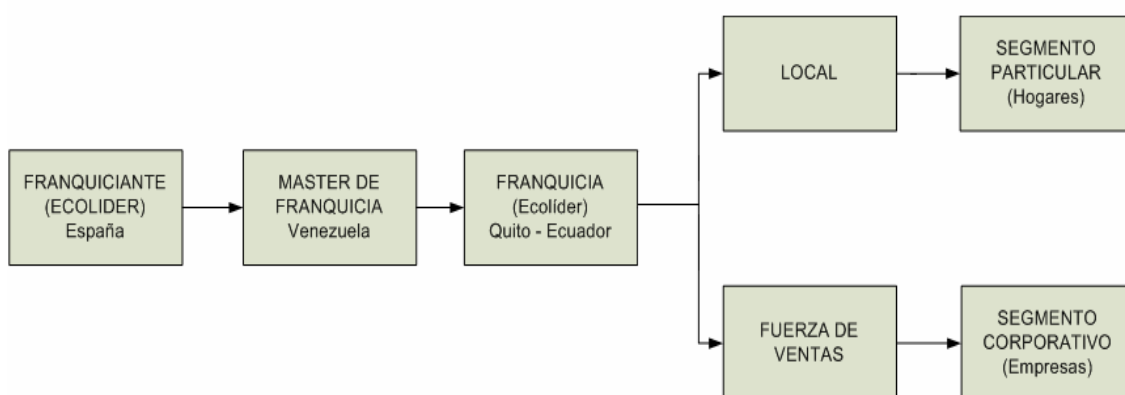 FRANQUICIANTE
(ECOLIDER)
España
MASTER DE
FRANQUICIA
Venezuela
FRANQUICIA
(Ecolíder)
Quito - Ecuador
LOCAL
SEGMENTO
PARTICULAR
(Hogares)
FUERZA DE
VENTAS
SEGMENTO
CORPORATIVO
(Empresas)